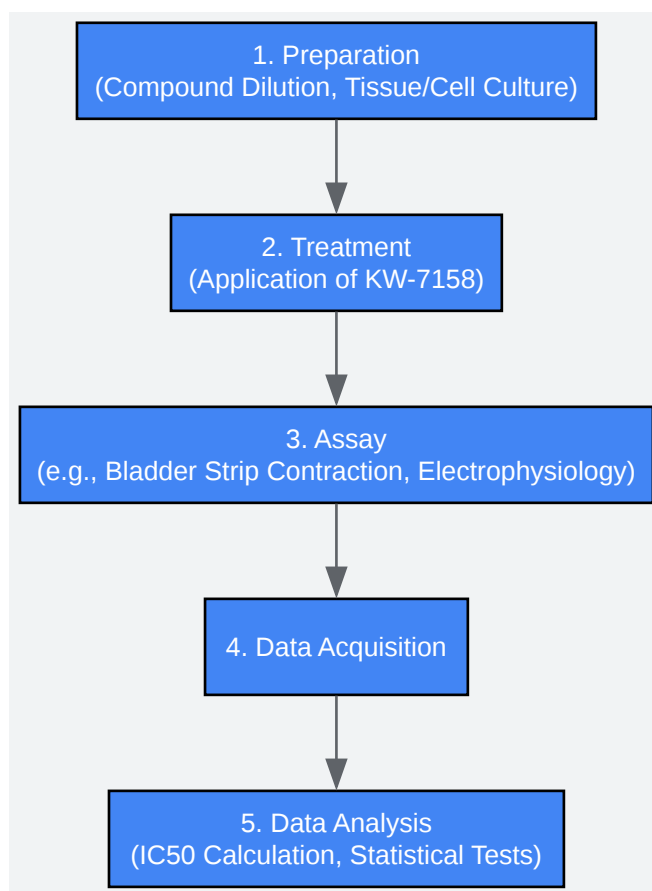 1. Preparation
(Compound Dilution, Tissue/Cell Culture)
2. Treatment
(Application of KW-7158)
3. Assay
(e.g., Bladder Strip Contraction, Electrophysiology)
4. Data Acquisition
5. Data Analysis
(IC50 Calculation, Statistical Tests)